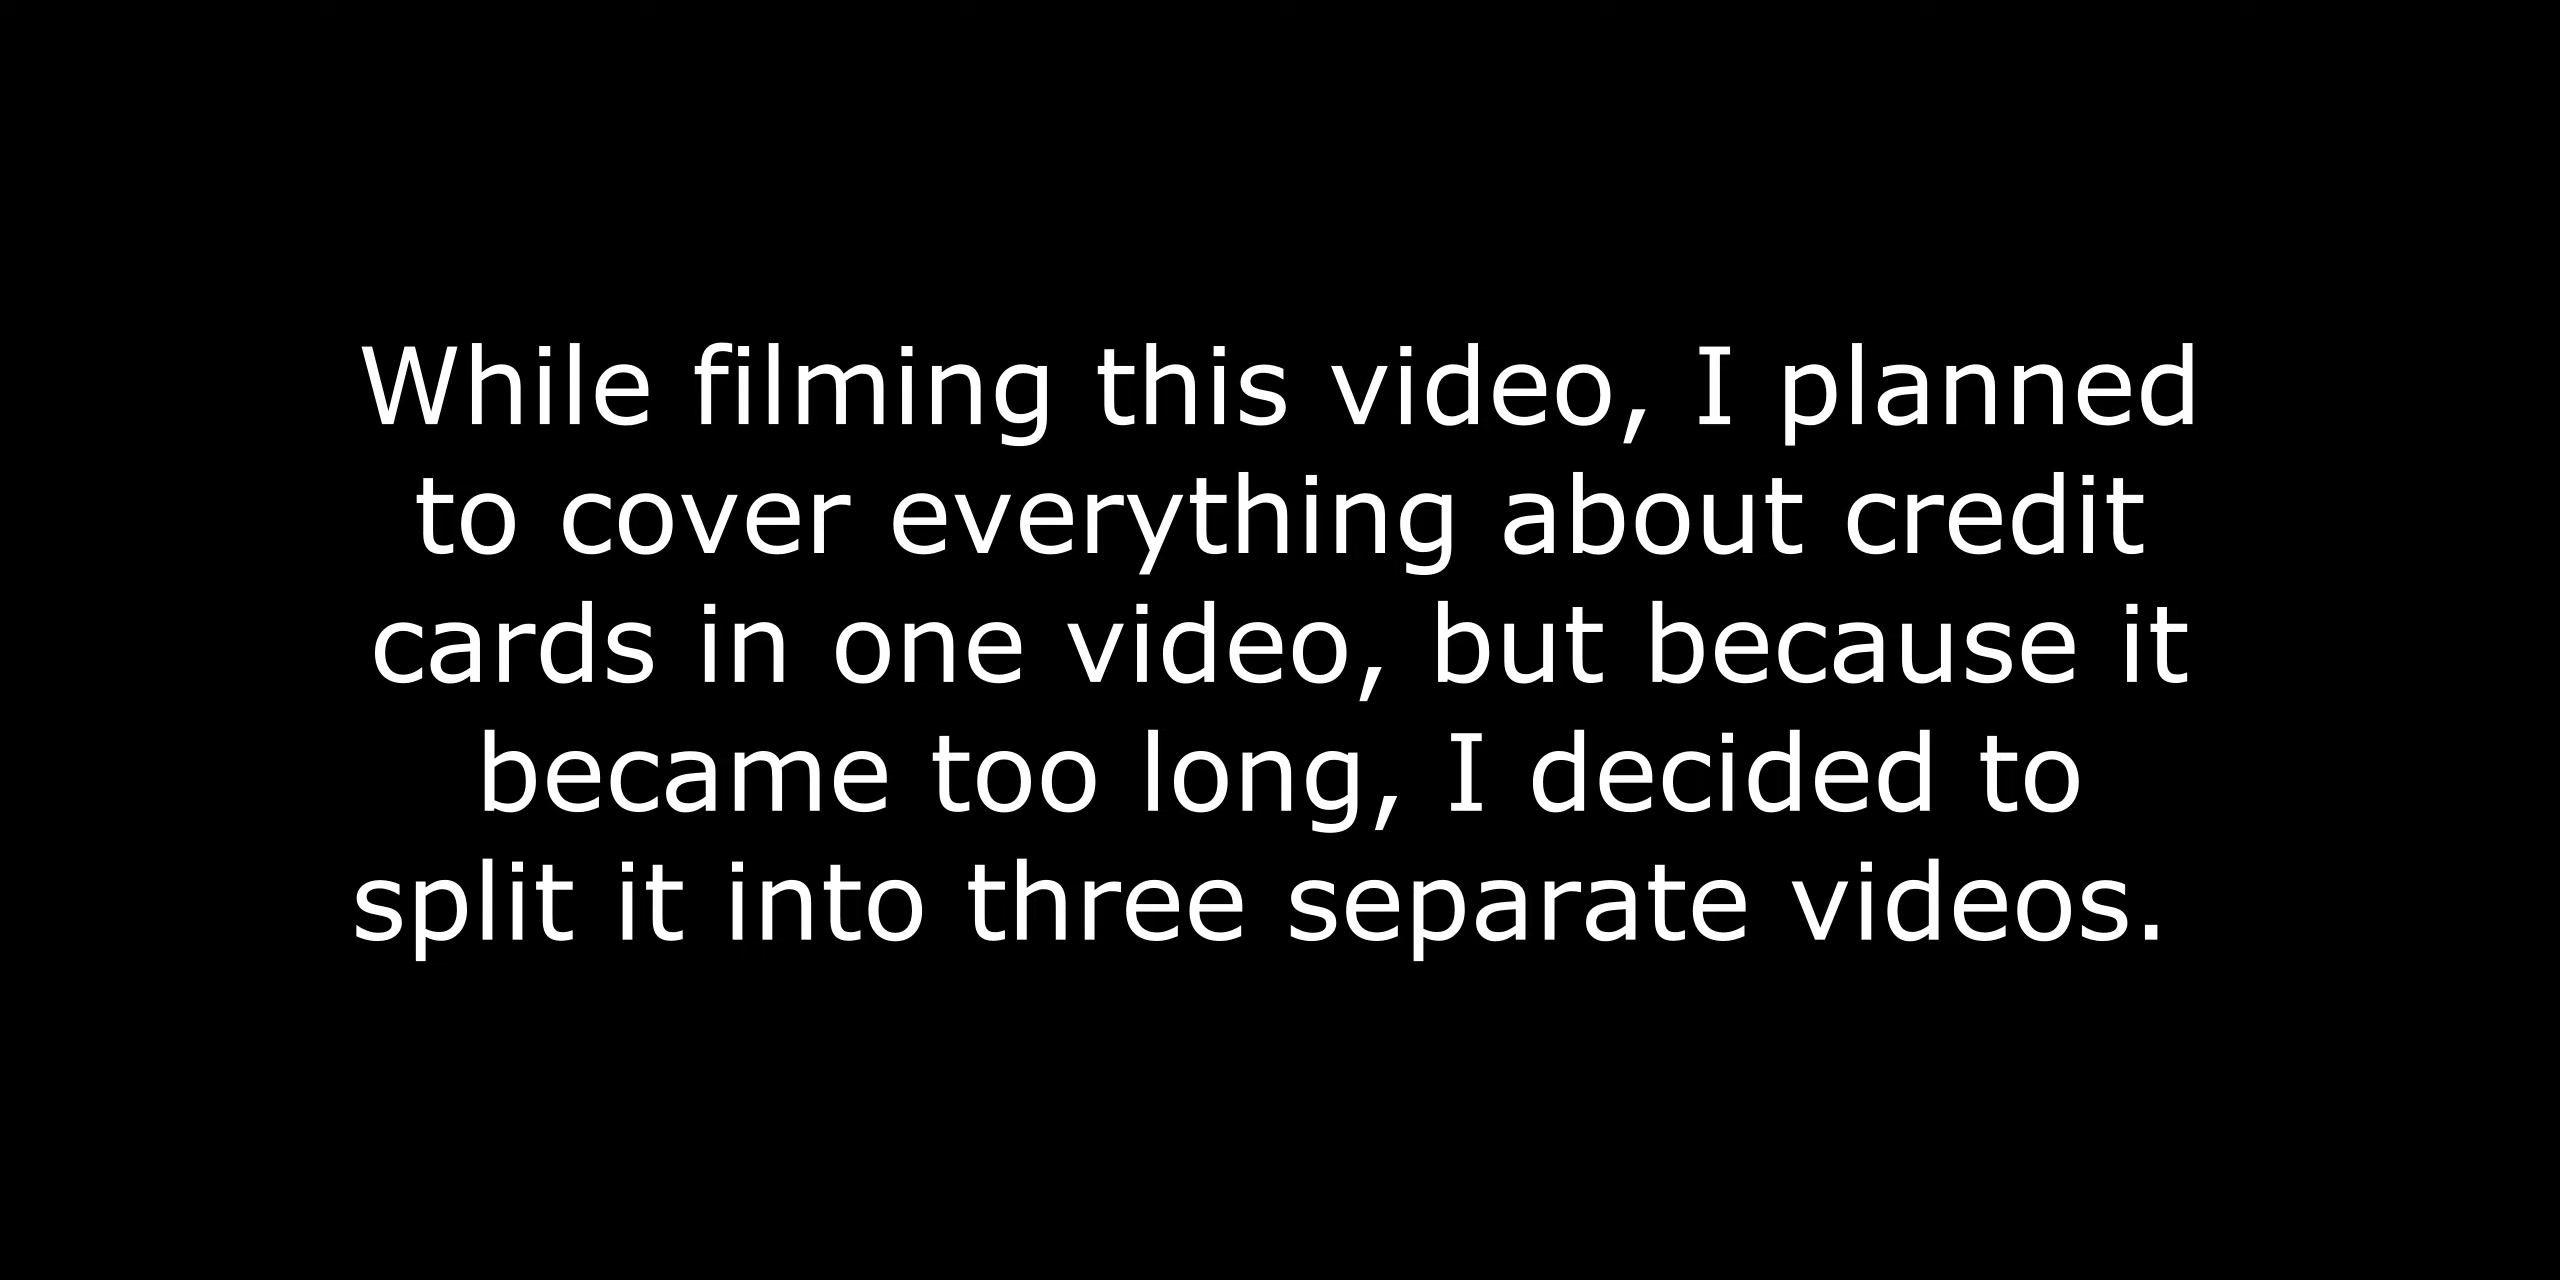 While filming this video, I planned
to cover everything about credit
cards in one video, but because it
became too long, I decided to
split it into three separate videos.